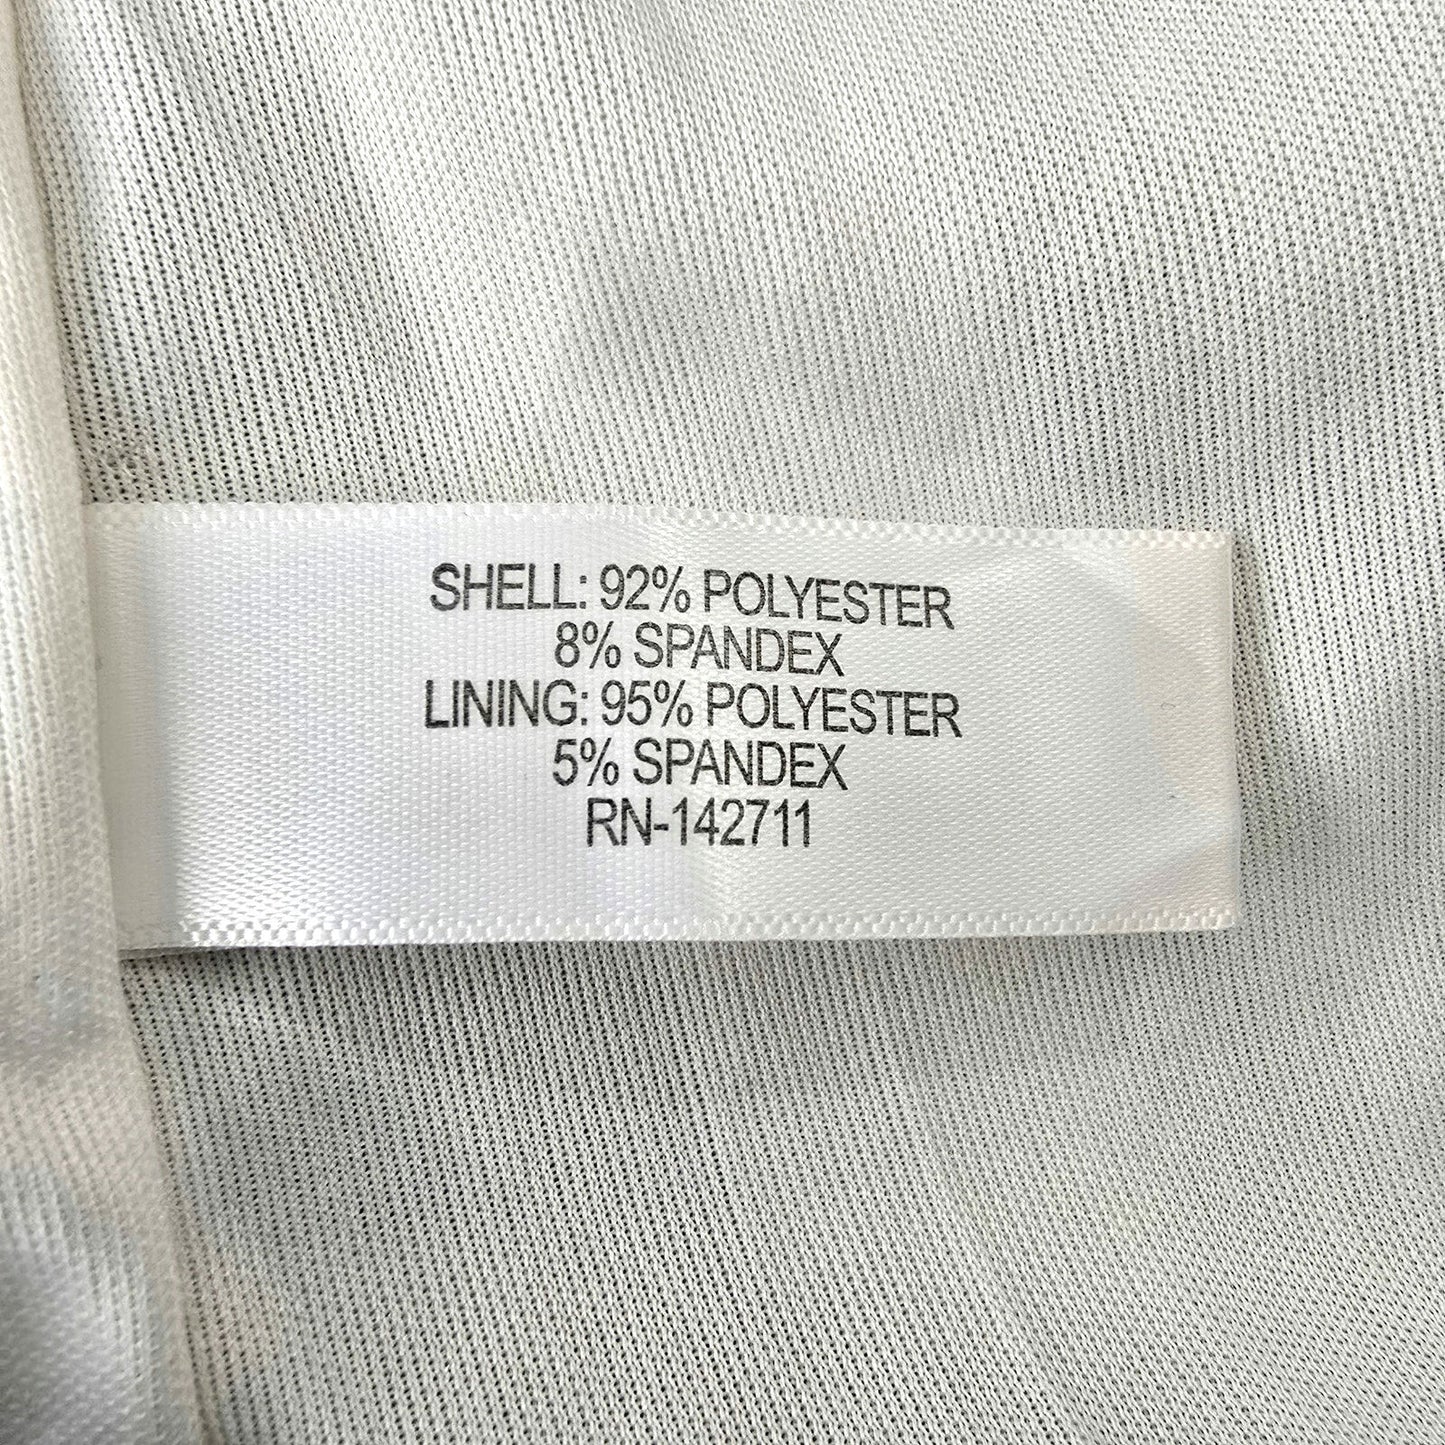 SHELL: 92% POLYESTER
8% SPANDEX
LINING: 95% POLYESTER
5% SPANDEX
RN-142711